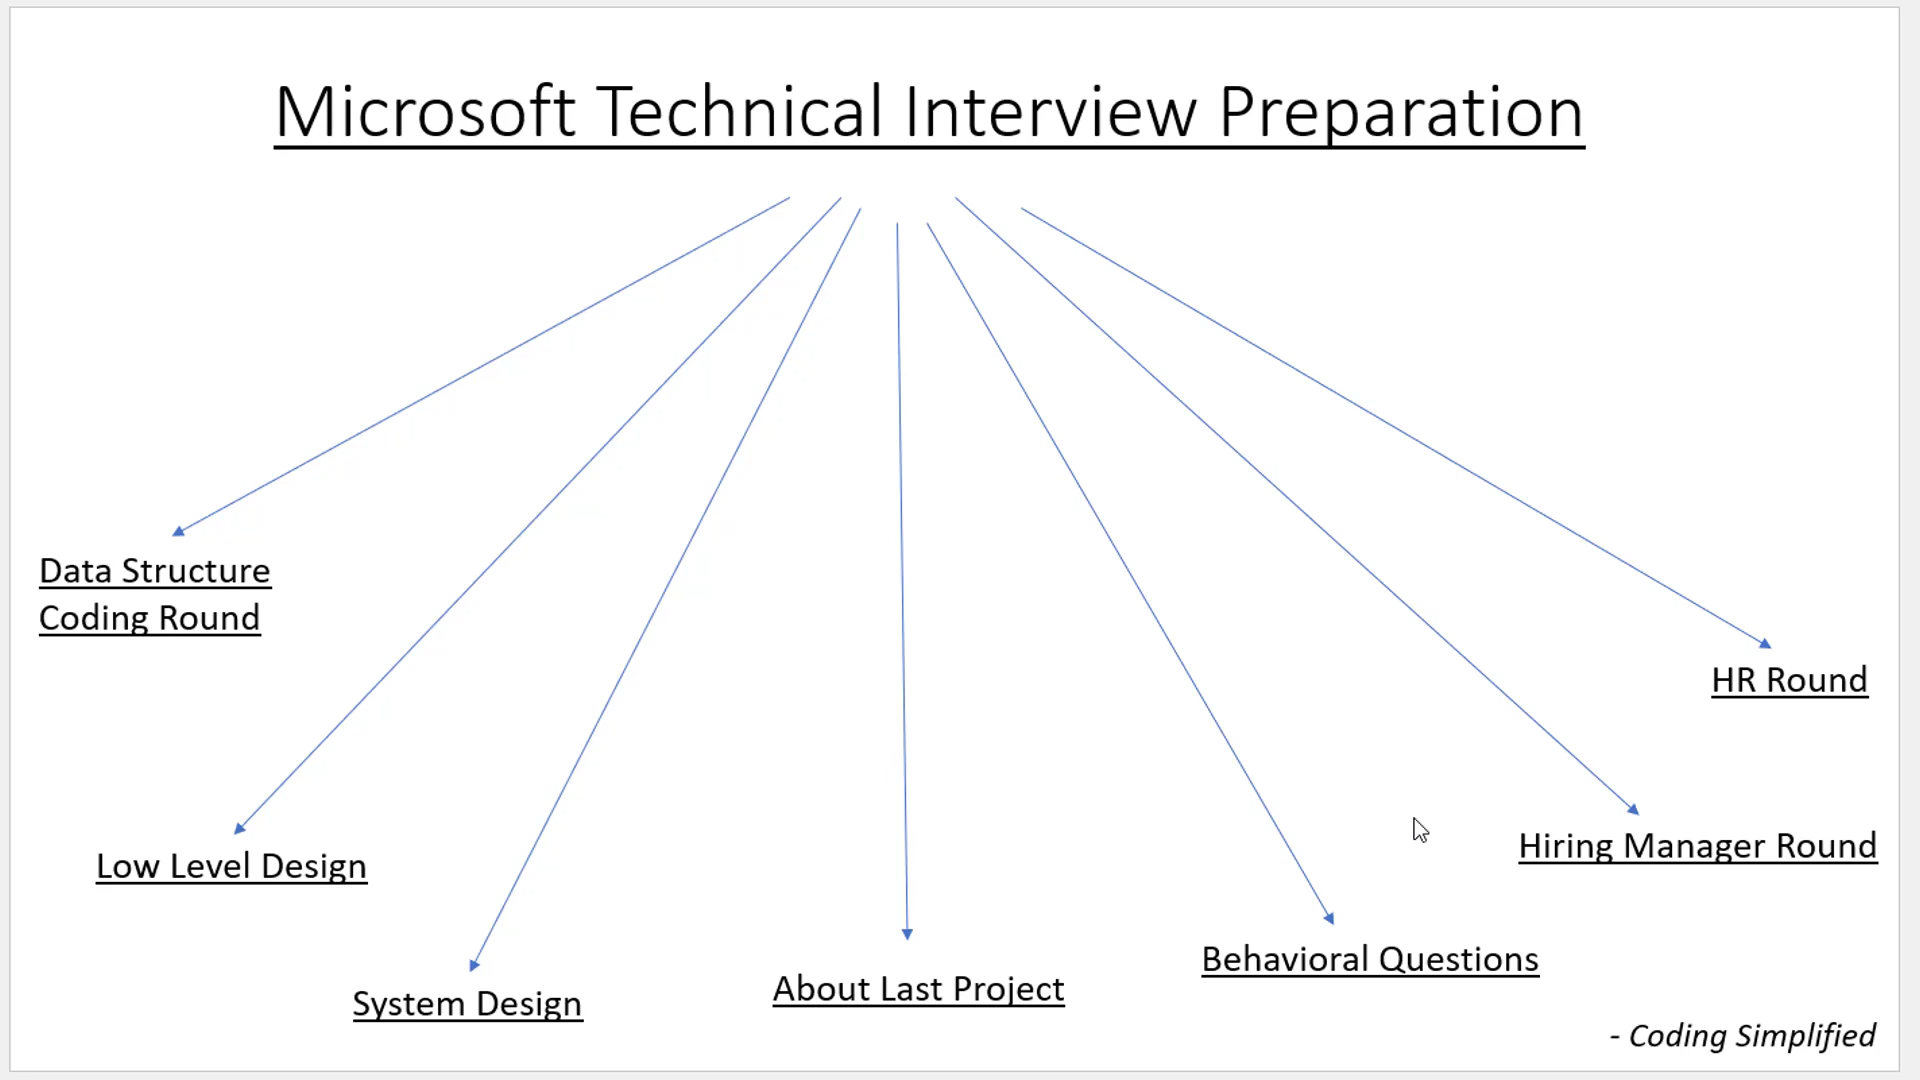 Microsoft Technical Interview Preparation
Data Structure
Coding Round
Low Level Design
System Design
About Last Project
Behavioral Questions
Hiring Manager Round
HR Round
- Coding Simplified